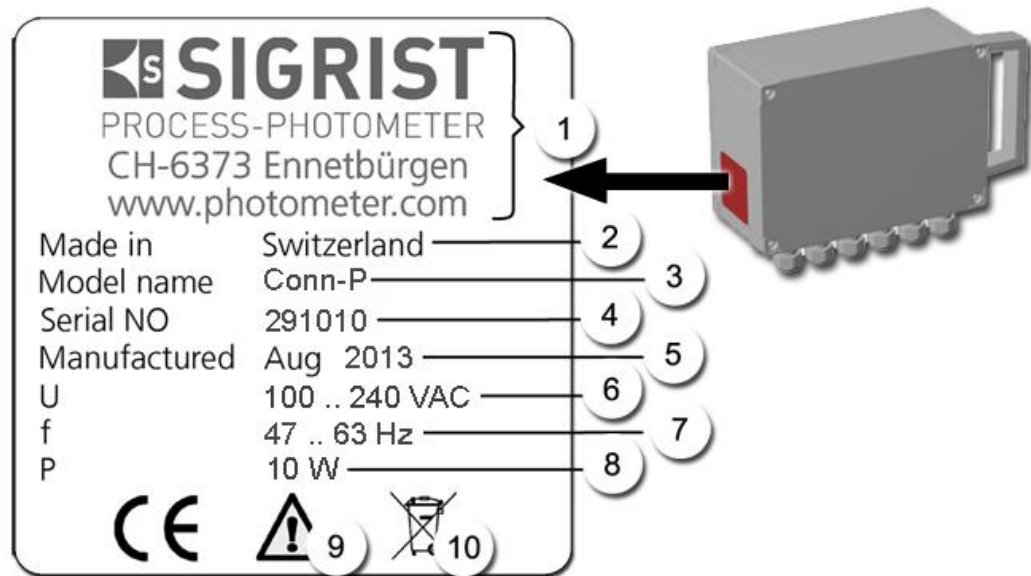 SIGRIST
PROCESS-PHOTOMETER
CH-6373 Ennetbürgen
www.photometer.com
1
Made in Switzerland 2
Model name Conn-P 3
Serial NO 291010 4
Manufactured Aug 2013 5
U 100 .. 240 VAC 6
f 47 .. 63 Hz 7
P 10 W 8
CE 9 10